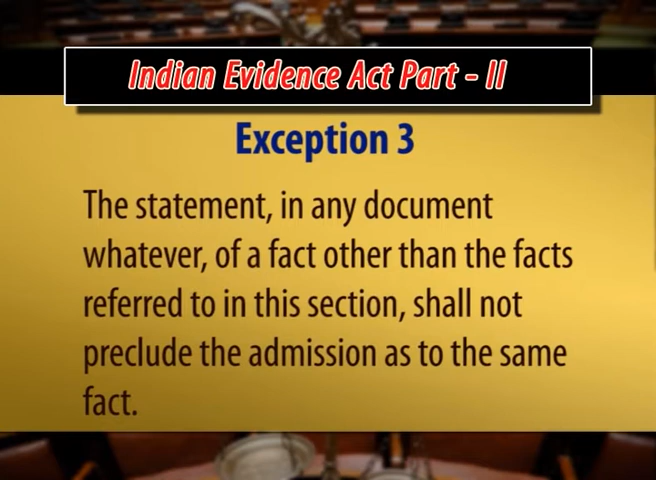 Indian Evidence Act Part - II
Exception 3
The statement, in any document
whatever, of a fact other than the facts
referred to in this section, shall not
preclude the admission as to the same
fact.